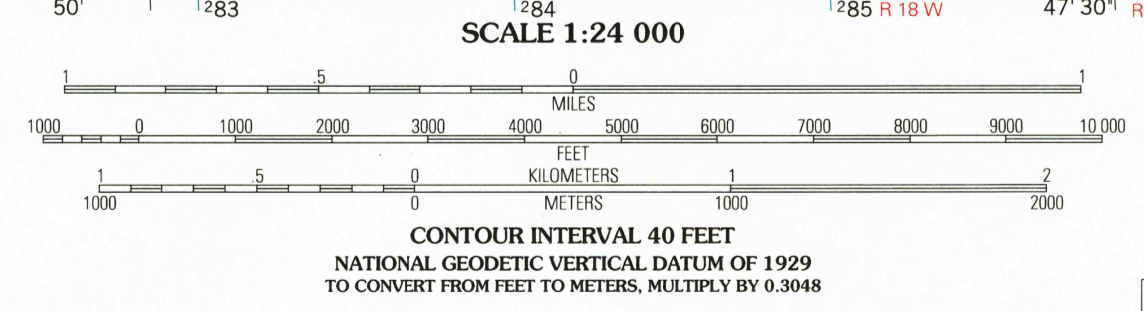 50' ²83 ²84 ²85 R 18 W 47' 30" R
SCALE 1:24 000
1 .5 0 1
MILES
1000 0 1000 2000 3000 4000 5000 6000 7000 8000 9000 10 000
FEET
1 .5 0 KILOMETERS 1 2
1000 0 METERS 1000 2000
CONTOUR INTERVAL 40 FEET
NATIONAL GEODETIC VERTICAL DATUM OF 1929
TO CONVERT FROM FEET TO METERS, MULTIPLY BY 0.3048